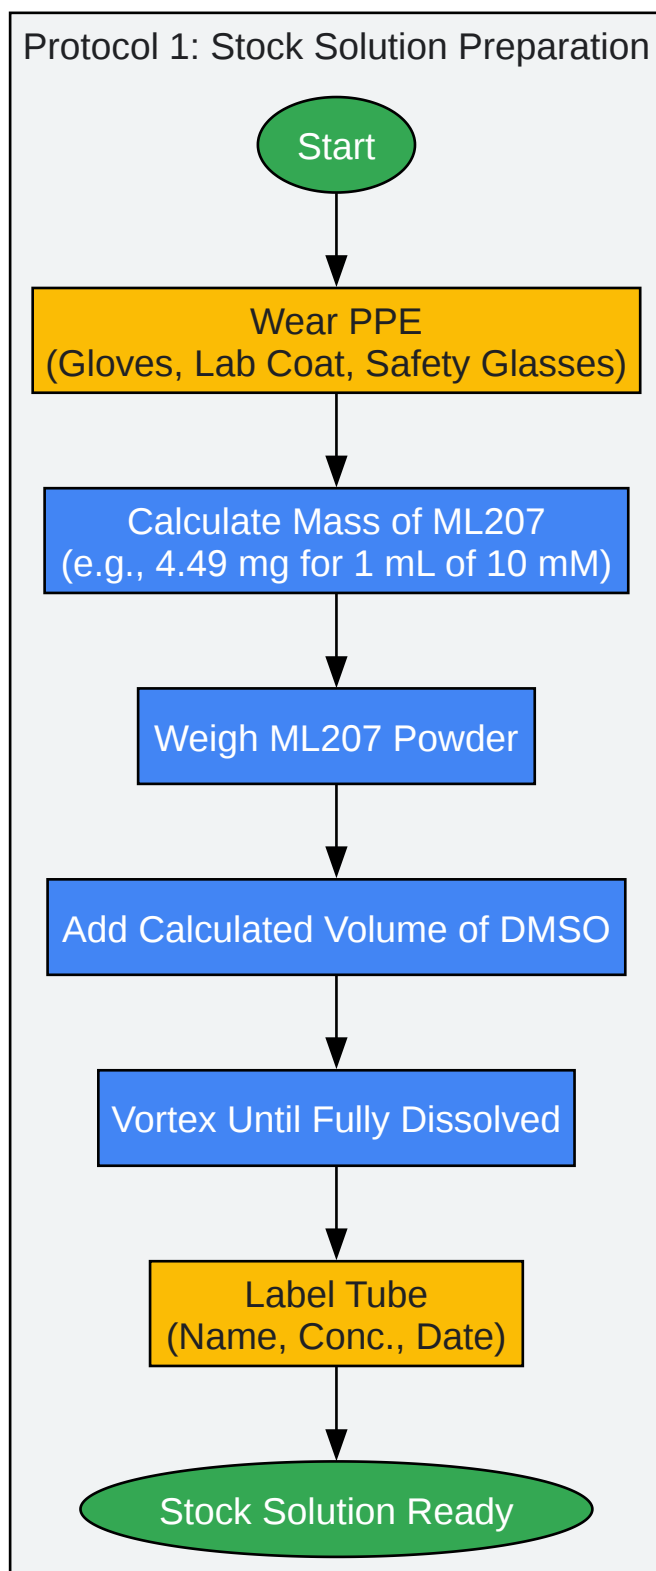 Protocol 1: Stock Solution Preparation
Start
Wear PPE
(Gloves, Lab Coat, Safety Glasses)
Calculate Mass of ML207
(e.g., 4.49 mg for 1 mL of 10 mM)
Weigh ML207 Powder
Add Calculated Volume of DMSO
Vortex Until Fully Dissolved
Label Tube
(Name, Conc., Date)
Stock Solution Ready